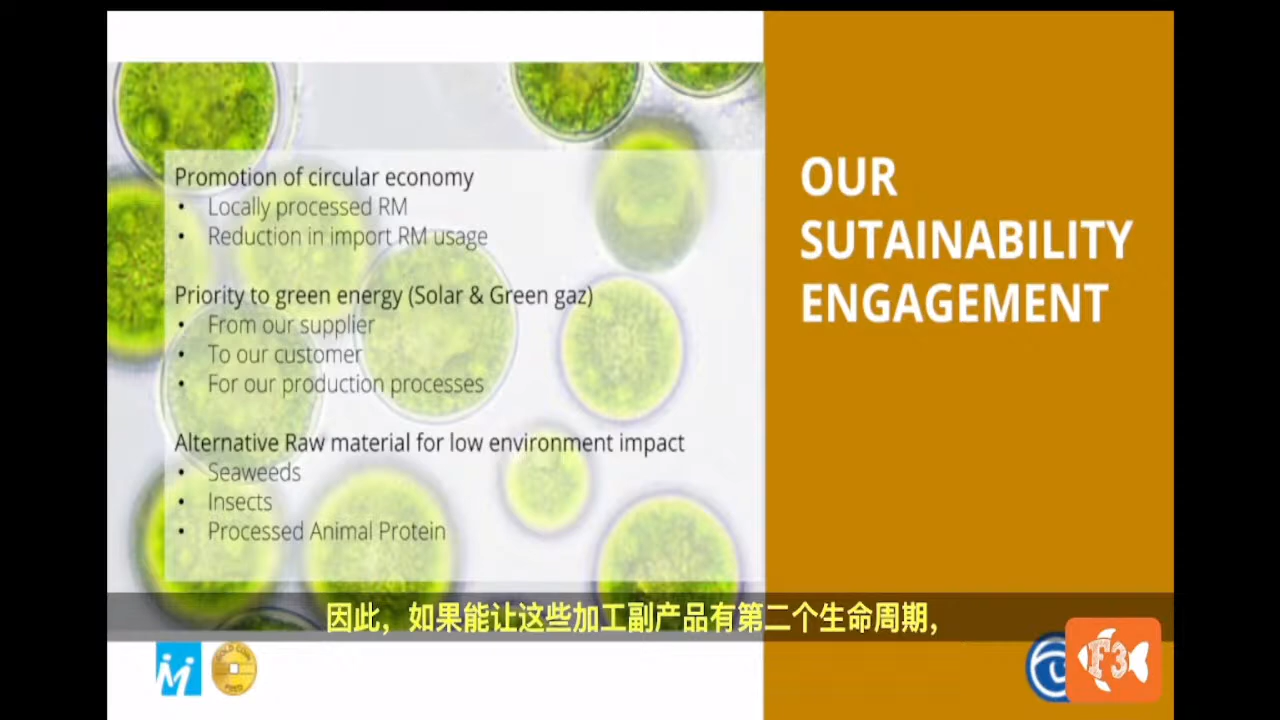 OUR
SUTAINABILITY
ENGAGEMENT
Promotion of circular economy
• Locally processed RM
• Reduction in import RM usage
Priority to green energy (Solar & Green gaz)
• From our supplier
• To our customer
• For our production processes
Alternative Raw material for low environment impact
• Seaweeds
• Insects
• Processed Animal Protein
因此，如果能让这些加工副产品有第二个生命周期，
GOLD COIN
F3